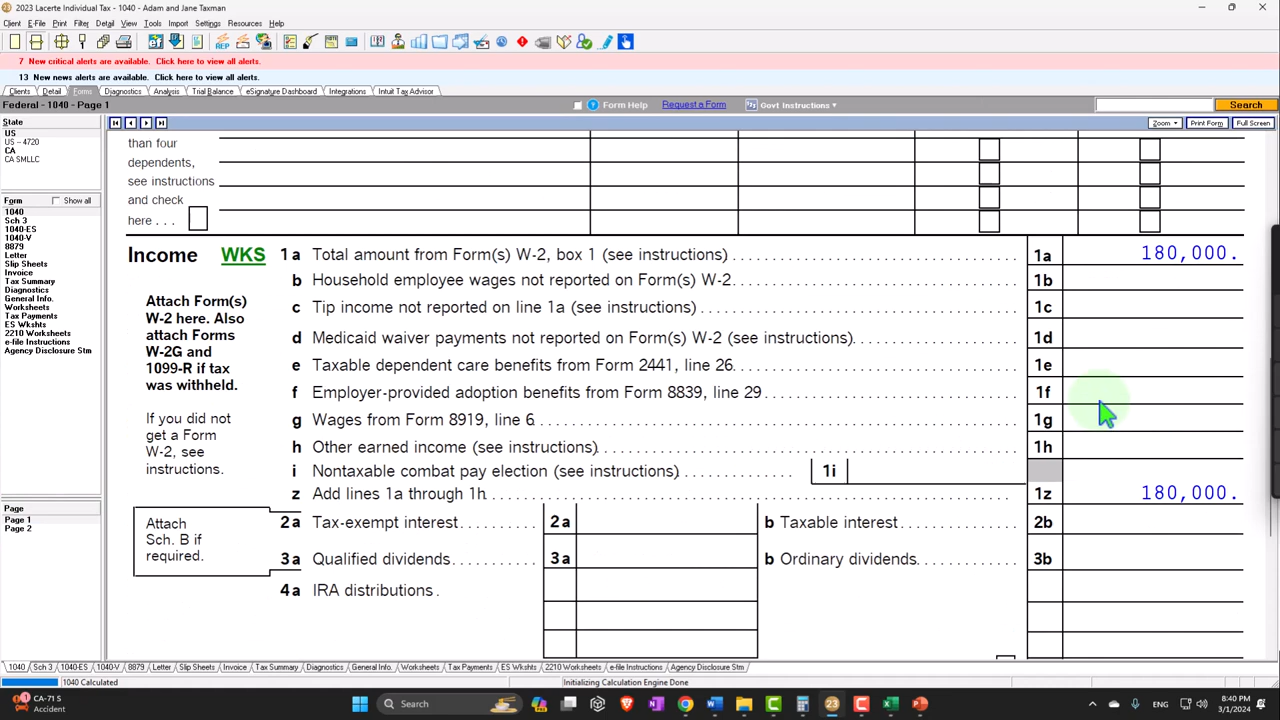 2023 Lacerte Individual Tax - 1040 - Adam and Jane Taxman
Client E-File Print Filter Detail View Tools Import Settings Resources Help
7 New critical alerts are available. Click here to view all alerts.
13 New news alerts are available. Click here to view all alerts.
Clients Detail Forms Diagnostics Analysis Trial Balance eSignature Dashboard Integrations Intuit Tax Advisor
Federal - 1040 - Page 1
Form Help Request a Form Govt Instructions Search
State
US
US - 4720
CA
CA SMLLC
Form Show all
1040
Sch 3
1040-ES
1040-V
8879
Letter
Slip Sheets
Invoice
Tax Summary
Diagnostics
General Info.
Worksheets
Tax Payments
ES Wkshts
2210 Worksheets
e-file Instructions
Agency Disclosure Stm
Page
Page 1
Page 2
Zoom Print Form Full Screen
than four
dependents,
see instructions
and check
here . . .
Income WKS 1a Total amount from Form(s) W-2, box 1 (see instructions) 1a 180,000.
b Household employee wages not reported on Form(s) W-2 1b
c Tip income not reported on line 1a (see instructions) 1c
d Medicaid waiver payments not reported on Form(s) W-2 (see instructions) 1d
e Taxable dependent care benefits from Form 2441, line 26 1e
f Employer-provided adoption benefits from Form 8839, line 29 1f
g Wages from Form 8919, line 6 1g
h Other earned income (see instructions) 1h
i Nontaxable combat pay election (see instructions) 1i
z Add lines 1a through 1h 1z 180,000.
Attach Form(s)
W-2 here. Also
attach Forms
W-2G and
1099-R if tax
was withheld.
If you did not
get a Form
W-2, see
instructions.
Attach
Sch. B if
required.
2a Tax-exempt interest 2a b Taxable interest 2b
3a Qualified dividends 3a b Ordinary dividends 3b
4a IRA distributions
1040 Sch 3 1040-ES 1040-V 8879 Letter Slip Sheets Invoice Tax Summary Diagnostics General Info. Worksheets Tax Payments ES Wkshts 2210 Worksheets e-file Instructions Agency Disclosure Stm
1040 Calculated Initializing Calculation Engine Done
CA-71 S
Accident
Search
ENG
8:40 PM
3/1/2024